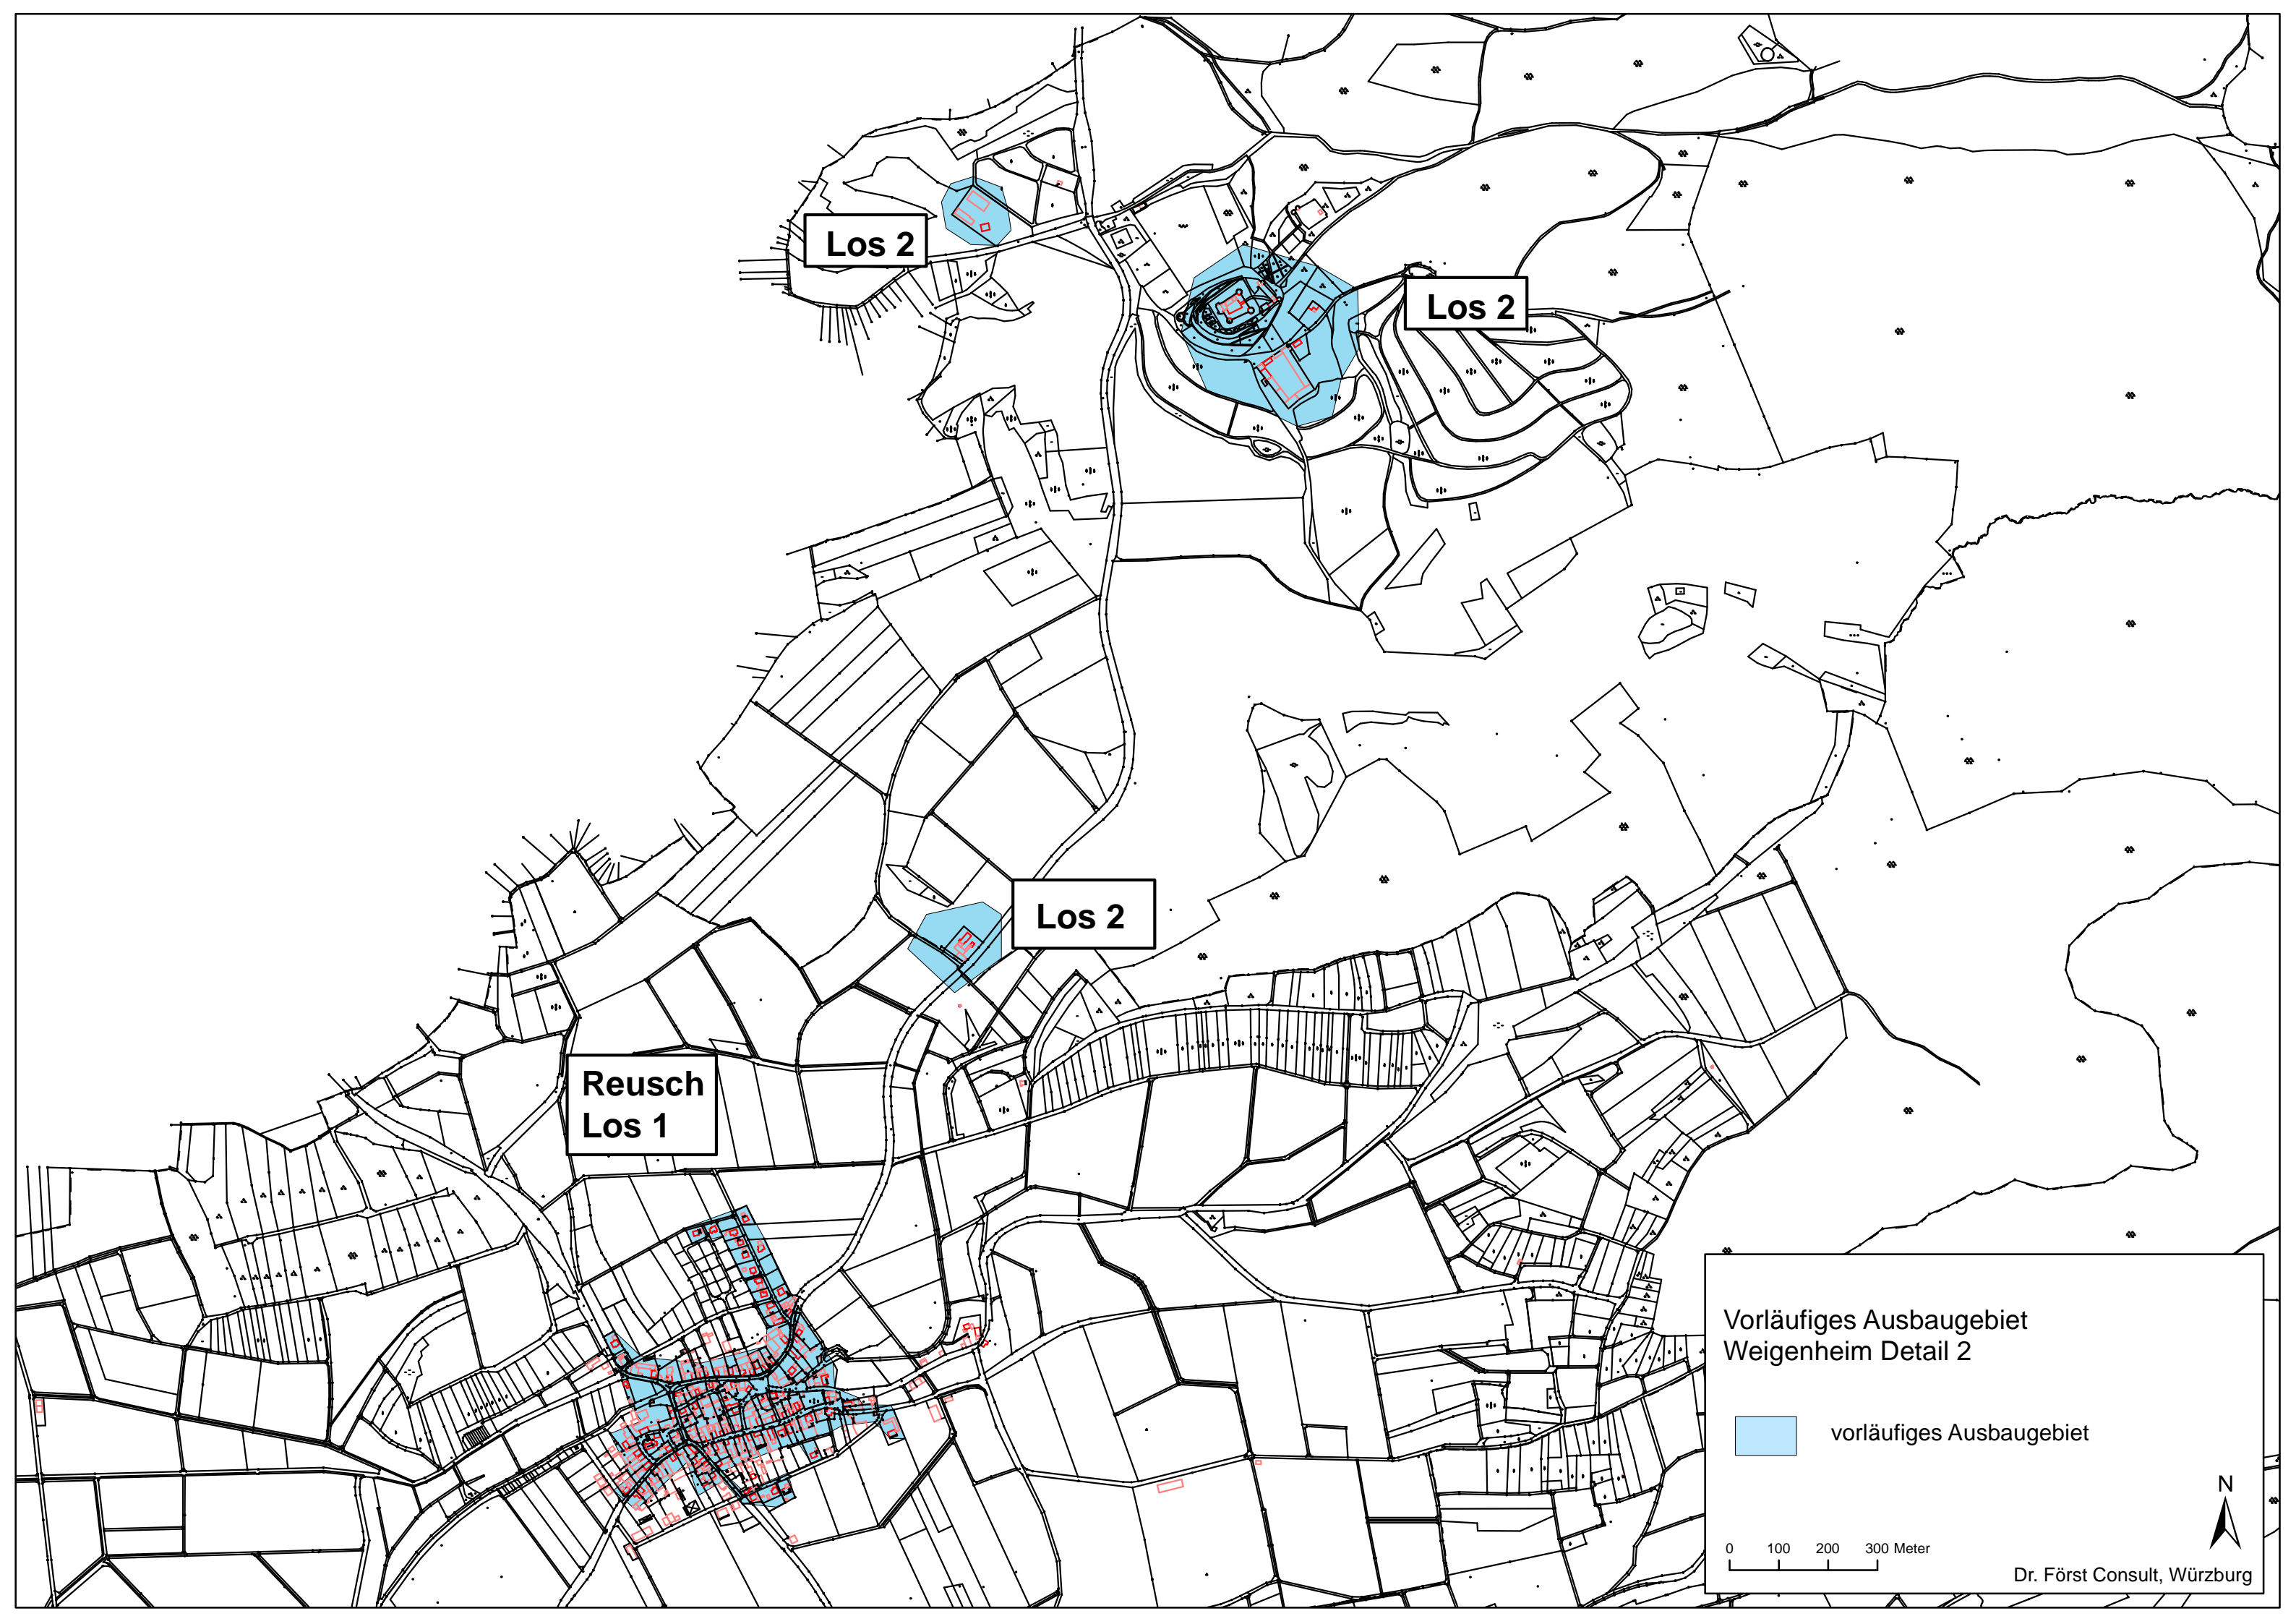 Los 2
Los 2
Los 2
Reusch
Los 1
Vorläufiges Ausbaugebiet
Weigenheim Detail 2
vorläufiges Ausbaugebiet
N
0 100 200 300 Meter
Dr. Först Consult, Würzburg